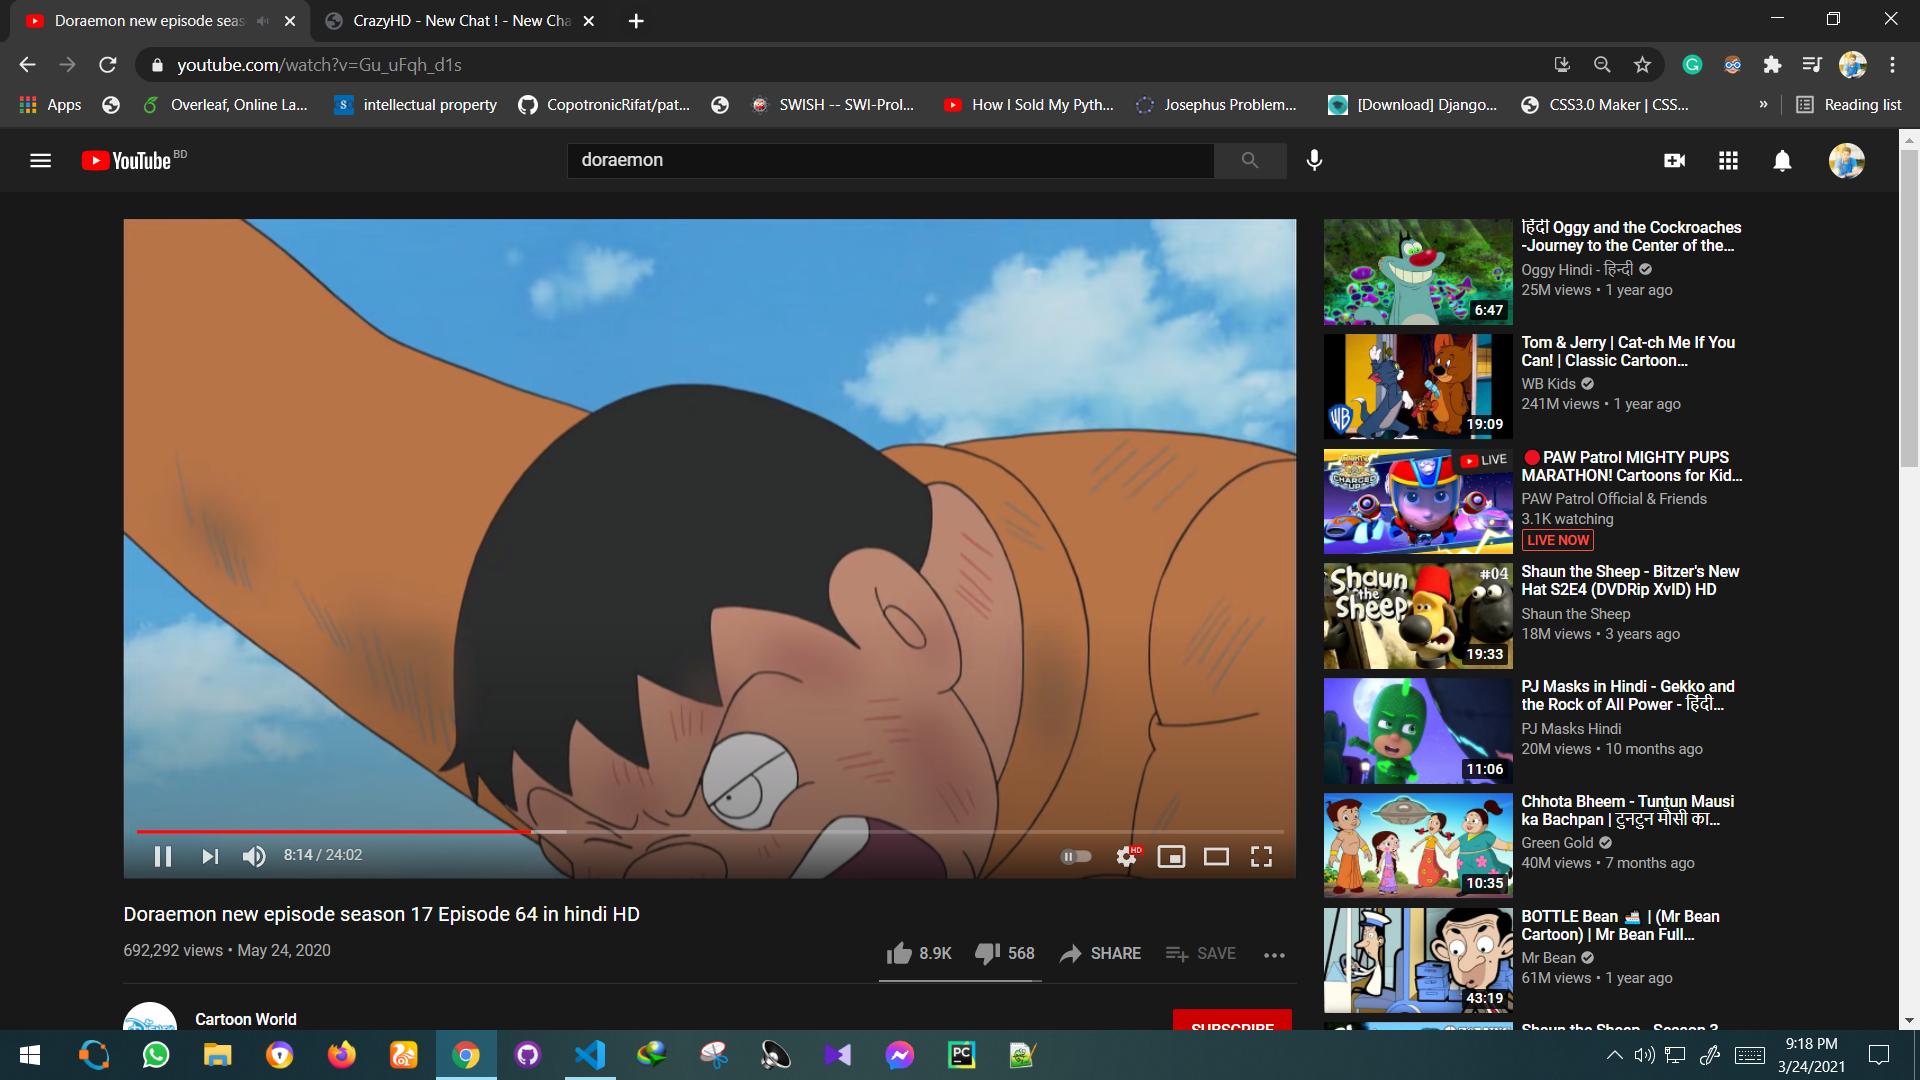 Doraemon new episode seas
CrazyHD - New Chat ! - New Cha
youtube.com/watch?v=Gu_uFqh_d1s
Apps
Overleaf, Online La...
intellectual property
CopotronicRifat/pat...
SWISH -- SWI-Prol...
How I Sold My Pyth...
Josephus Problem...
[Download] Django...
CSS3.0 Maker | CSS...
»
Reading list
YouTube BD
doraemon
8:14 / 24:02
HD
Doraemon new episode season 17 Episode 64 in hindi HD
692,292 views • May 24, 2020
8.9K
568
SHARE
SAVE
Cartoon World
SUBSCRIBE
6:47
हिंदी Oggy and the Cockroaches
-Journey to the Center of the...
Oggy Hindi - हिन्दी
25M views • 1 year ago
WB
19:09
Tom & Jerry | Cat-ch Me If You
Can! | Classic Cartoon...
WB Kids
241M views • 1 year ago
LIVE
CHARGED UP
PAW Patrol MIGHTY PUPS
MARATHON! Cartoons for Kid...
PAW Patrol Official & Friends
3.1K watching
LIVE NOW
Shaun the Sheep
#04
19:33
Shaun the Sheep - Bitzer's New
Hat S2E4 (DVDRip XvID) HD
Shaun the Sheep
18M views • 3 years ago
11:06
PJ Masks in Hindi - Gekko and
the Rock of All Power - हिंदी...
PJ Masks Hindi
20M views • 10 months ago
10:35
Chhota Bheem - Tuntun Mausi
ka Bachpan | टुनटुन मौसी का...
Green Gold
40M views • 7 months ago
43:19
BOTTLE Bean 🚢 | (Mr Bean
Cartoon) | Mr Bean Full...
Mr Bean
61M views • 1 year ago
Shaun the Sheep - Season 3
PC
9:18 PM
3/24/2021